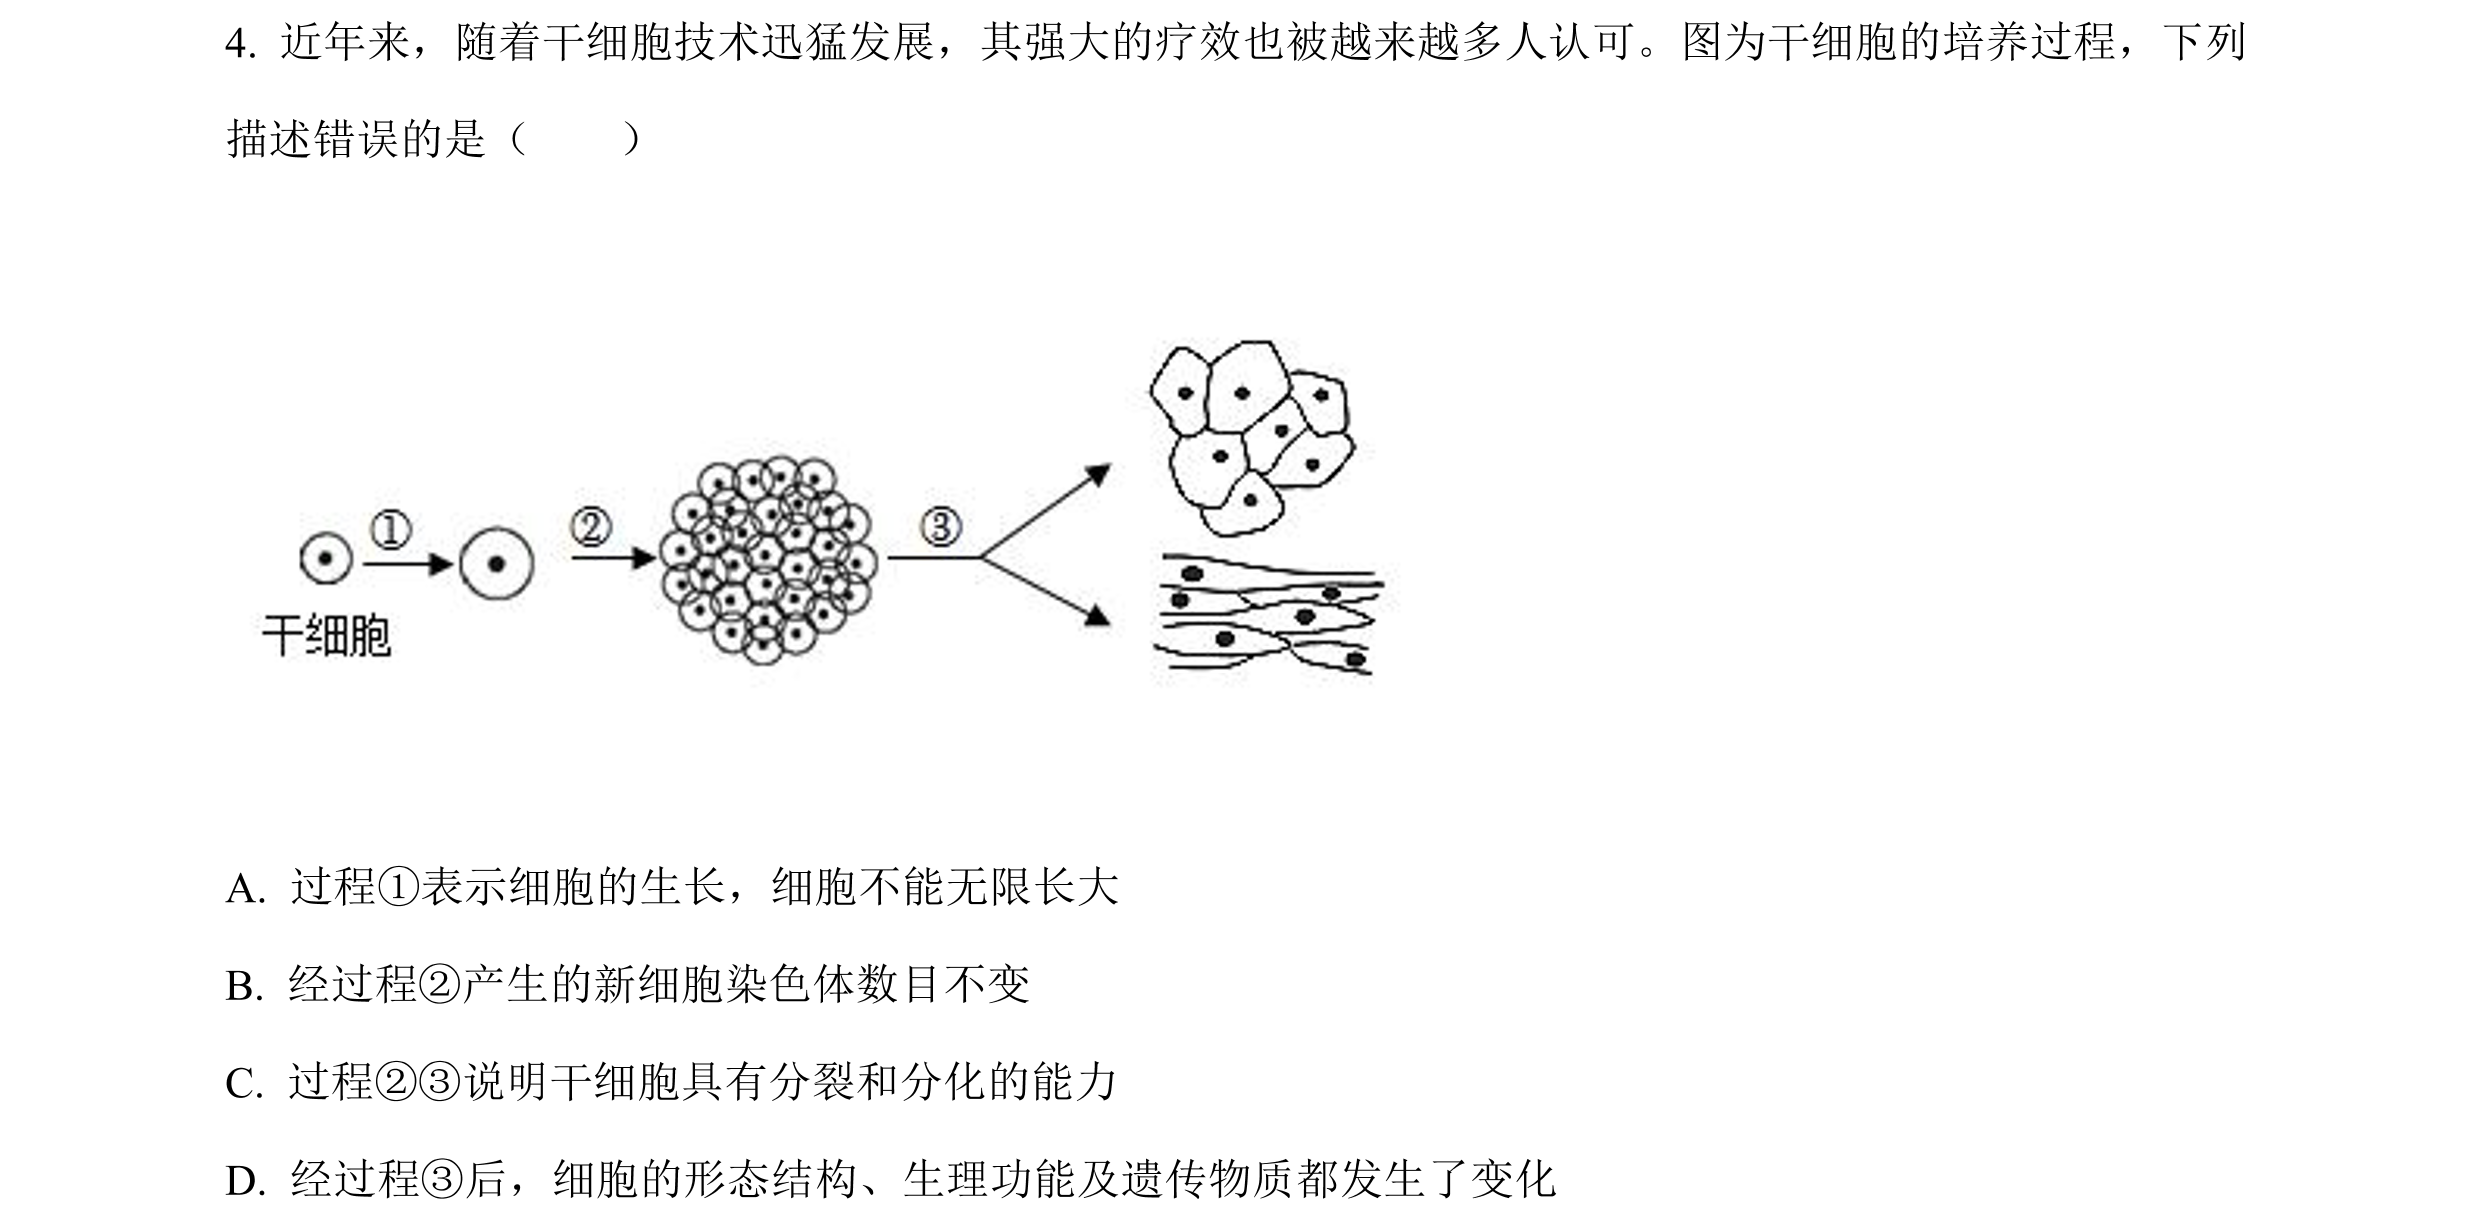 4. 近年来，随着干细胞技术迅猛发展，其强大的疗效也被越来越多人认可。图为干细胞的培养过程，下列
描述错误的是（　　）
① ② ③
干细胞
A. 过程①表示细胞的生长，细胞不能无限长大
B. 经过程②产生的新细胞染色体数目不变
C. 过程②③说明干细胞具有分裂和分化的能力
D. 经过程③后，细胞的形态结构、生理功能及遗传物质都发生了变化